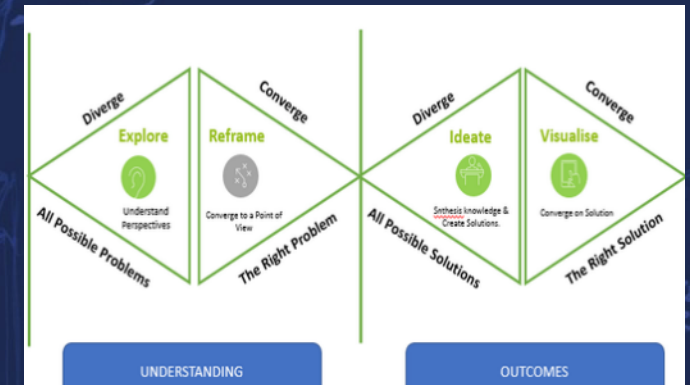 Diverge
Converge
Explore
Reframe
Understand
Perspectives
Converge to a Point of
View
All Possible Problems
The Right Problem
Diverge
Converge
Ideate
Visualise
Snthesis knowledge &
Create Solutions.
Converge on Solution
All Possible Solutions
The Right Solution
UNDERSTANDING
OUTCOMES